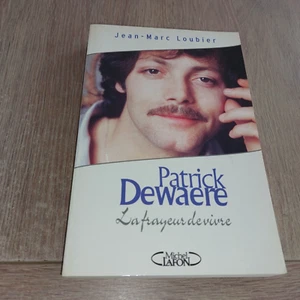 Jean-Marc Loubier
Patrick
Dewaere
La frayeur de vivre
Michel
LAFON